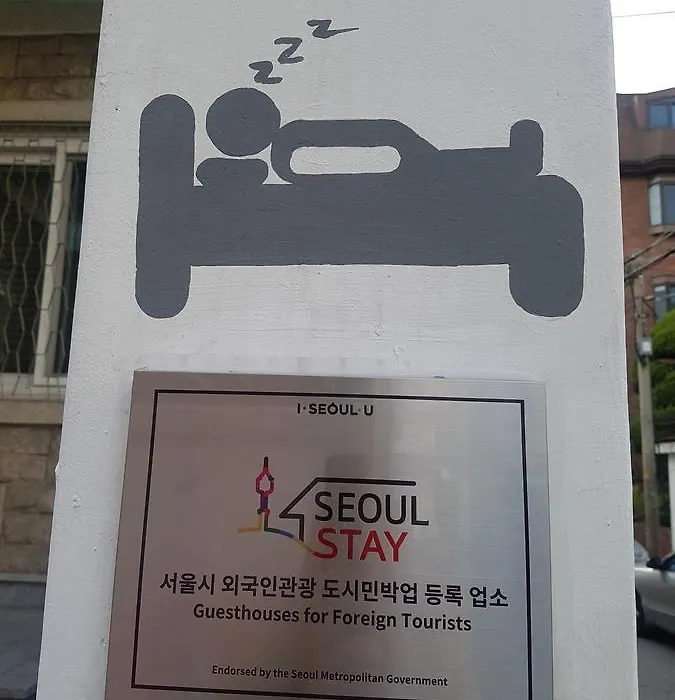 z z z
I·SEOUL·U
SEOUL
STAY
서울시 외국인관광 도시민박업 등록 업소
Guesthouses for Foreign Tourists
Endorsed by the Seoul Metropolitan Government